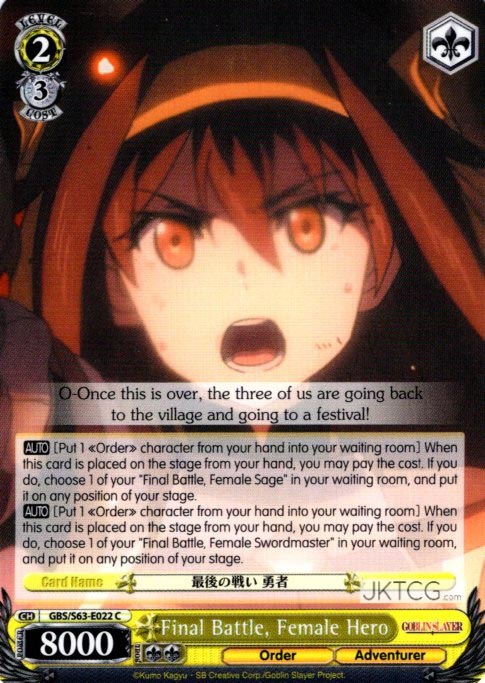 LEVEL
2
3
COST
O-Once this is over, the three of us are going back
to the village and going to a festival!
AUTO [Put 1 «Order» character from your hand into your waiting room] When
this card is placed on the stage from your hand, you may pay the cost. If you
do, choose 1 of your "Final Battle, Female Sage" in your waiting room, and put
it on any position of your stage.
AUTO [Put 1 «Order» character from your hand into your waiting room] When
this card is placed on the stage from your hand, you may pay the cost. If you
do, choose 1 of your "Final Battle, Female Swordmaster" in your waiting room,
and put it on any position of your stage.
Card Name 最後の戦い 勇者
JKTCG.com
CH GBS/S63-E022 C
POWER 8000 SOUL Final Battle, Female Hero GOBLIN SLAYER
Order Adventurer
©Kumo Kagyu・SB Creative Corp./Goblin Slayer Project.